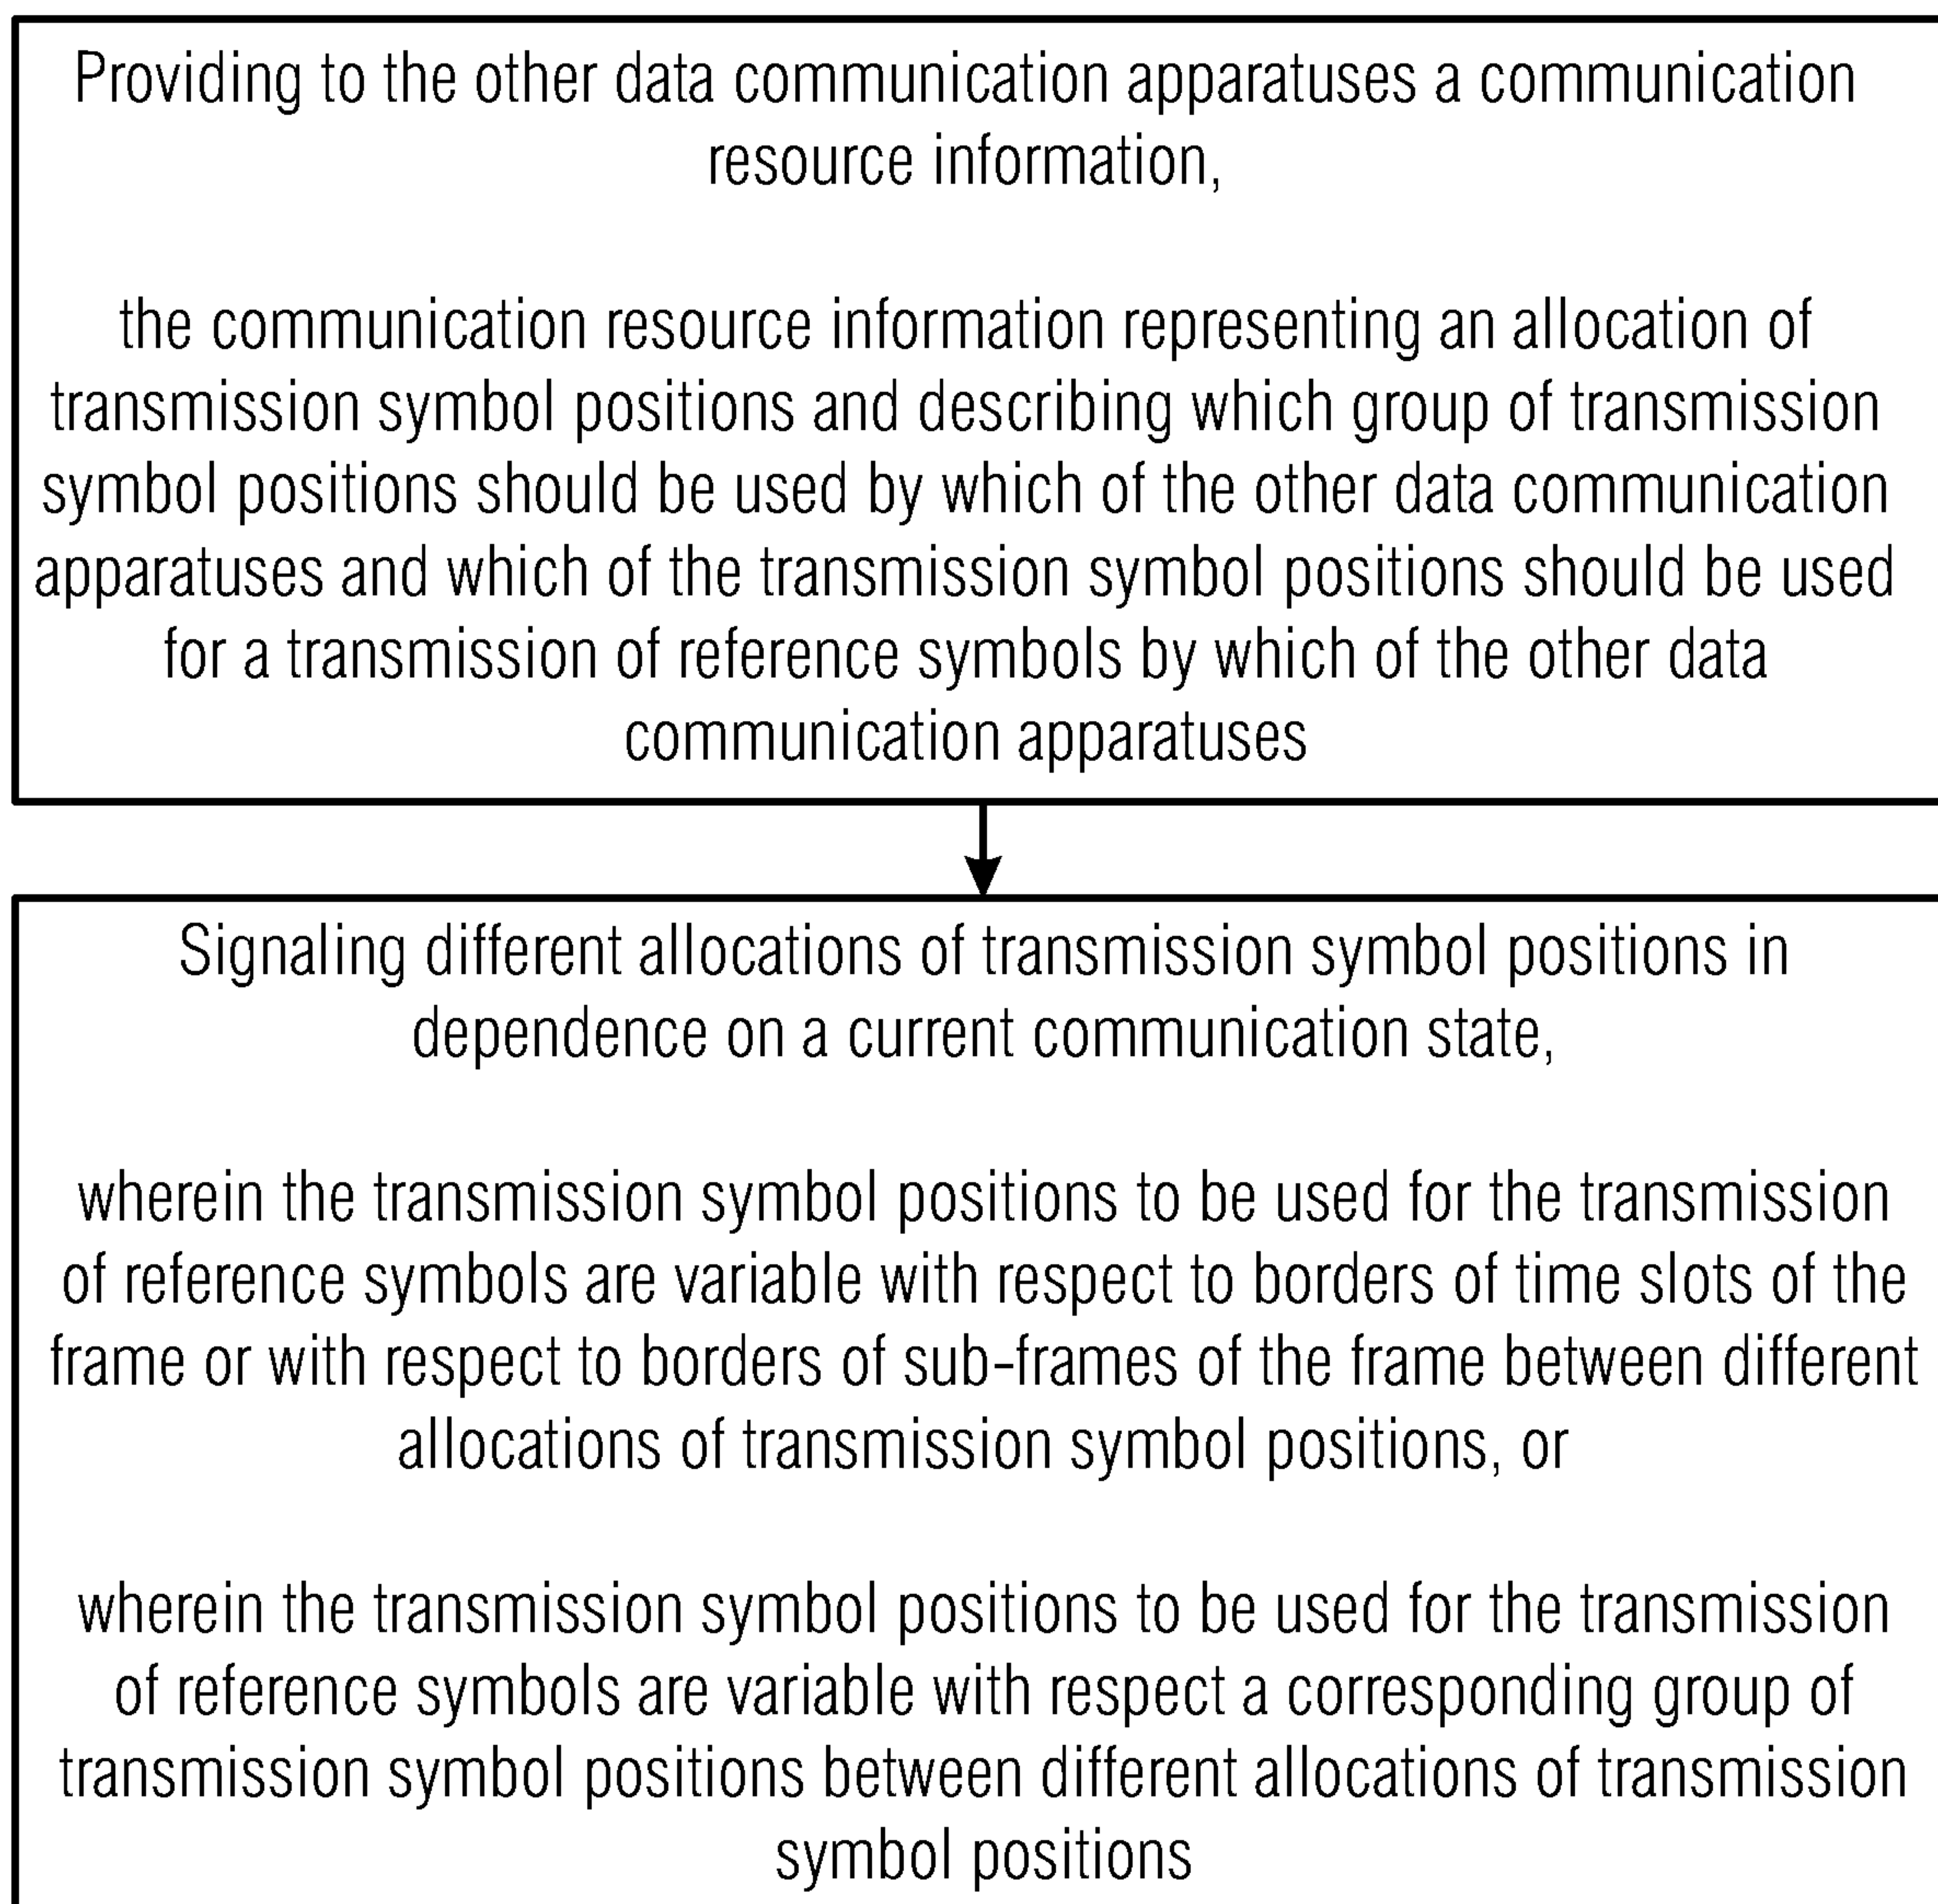 Providing to the other data communication apparatuses a communication
resource information,
the communication resource information representing an allocation of
transmission symbol positions and describing which group of transmission
symbol positions should be used by which of the other data communication
apparatuses and which of the transmission symbol positions should be used
for a transmission of reference symbols by which of the other data
communication apparatuses
Signaling different allocations of transmission symbol positions in
dependence on a current communication state,
wherein the transmission symbol positions to be used for the transmission
of reference symbols are variable with respect to borders of time slots of the
frame or with respect to borders of sub-frames of the frame between different
allocations of transmission symbol positions, or
wherein the transmission symbol positions to be used for the transmission
of reference symbols are variable with respect a corresponding group of
transmission symbol positions between different allocations of transmission
symbol positions